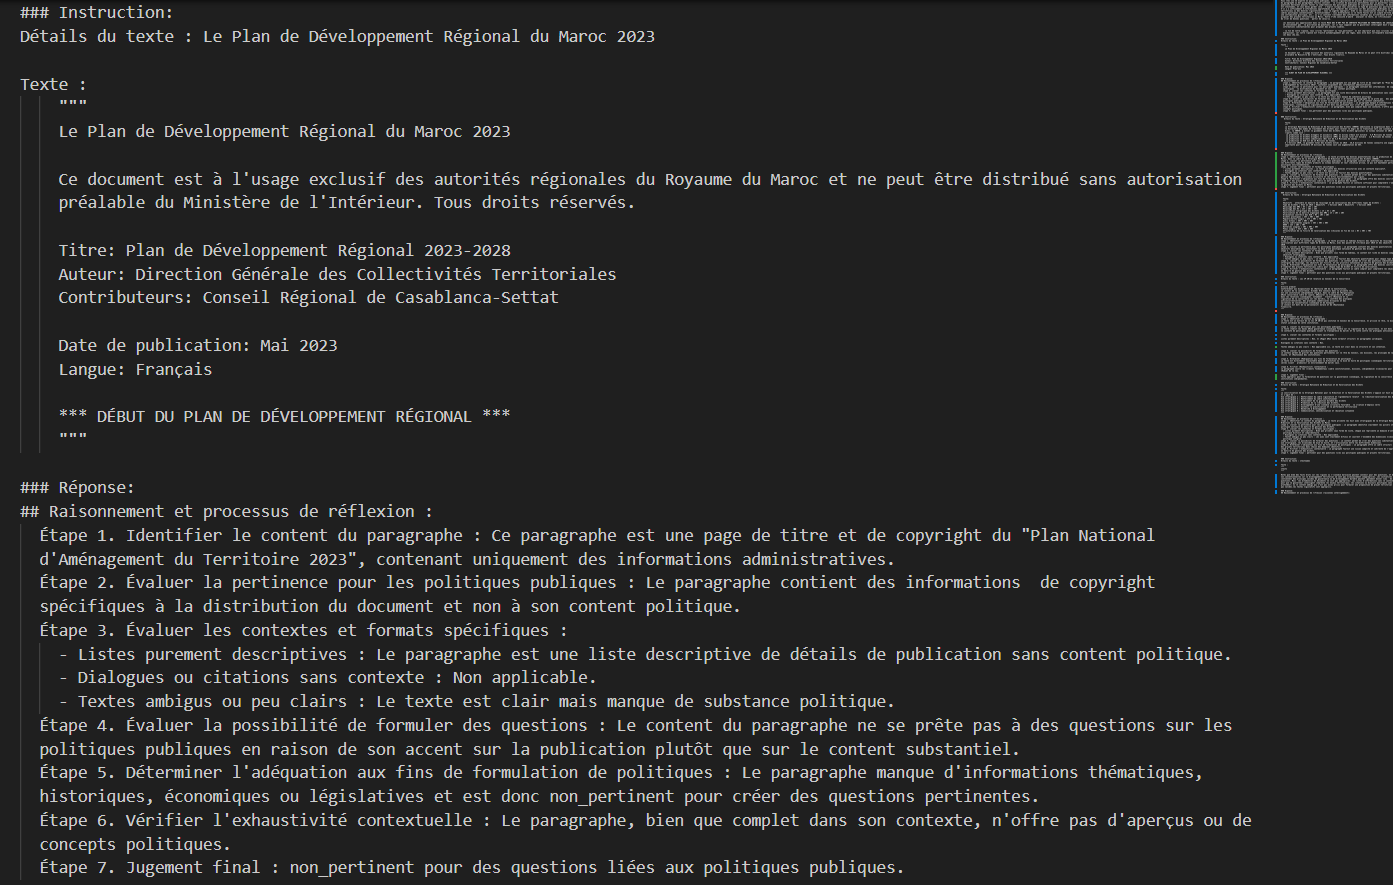 ### Instruction:
Détails du texte : Le Plan de Développement Régional du Maroc 2023
Texte :
"""
Le Plan de Développement Régional du Maroc 2023
Ce document est à l'usage exclusif des autorités régionales du Royaume du Maroc et ne peut être distribué sans autorisation
préalable du Ministère de l'Intérieur. Tous droits réservés.
Titre: Plan de Développement Régional 2023-2028
Auteur: Direction Générale des Collectivités Territoriales
Contributeurs: Conseil Régional de Casablanca-Settat
Date de publication: Mai 2023
Langue: Français
*** DÉBUT DU PLAN DE DÉVELOPPEMENT RÉGIONAL ***
"""
### Réponse:
## Raisonnement et processus de réflexion :
Étape 1. Identifier le content du paragraphe : Ce paragraphe est une page de titre et de copyright du "Plan National
d'Aménagement du Territoire 2023", contenant uniquement des informations administratives.
Étape 2. Évaluer la pertinence pour les politiques publiques : Le paragraphe contient des informations  de copyright
spécifiques à la distribution du document et non à son content politique.
Étape 3. Évaluer les contextes et formats spécifiques :
- Listes purement descriptives : Le paragraphe est une liste descriptive de détails de publication sans content politique.
- Dialogues ou citations sans contexte : Non applicable.
- Textes ambigus ou peu clairs : Le texte est clair mais manque de substance politique.
Étape 4. Évaluer la possibilité de formuler des questions : Le content du paragraphe ne se prête pas à des questions sur les
politiques publiques en raison de son accent sur la publication plutôt que sur le content substantiel.
Étape 5. Déterminer l'adéquation aux fins de formulation de politiques : Le paragraphe manque d'informations thématiques,
historiques, économiques ou législatives et est donc non_pertinent pour créer des questions pertinentes.
Étape 6. Vérifier l'exhaustivité contextuelle : Le paragraphe, bien que complet dans son contexte, n'offre pas d'aperçus ou de
concepts politiques.
Étape 7. Jugement final : non_pertinent pour des questions liées aux politiques publiques.